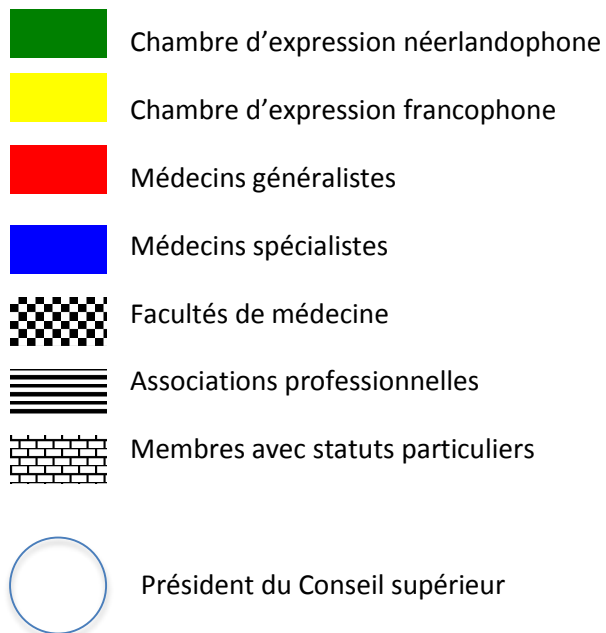 Chambre d’expression néerlandophone
Chambre d’expression francophone
Médecins généralistes
Médecins spécialistes
Facultés de médecine
Associations professionnelles
Membres avec statuts particuliers
Président du Conseil supérieur